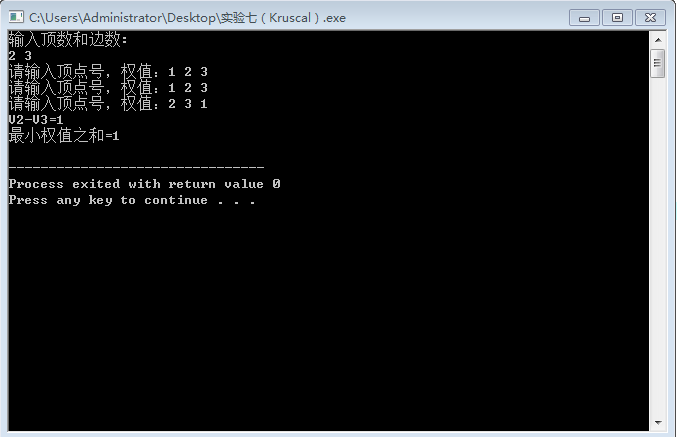 C:\Users\Administrator\Desktop\实验七（Kruscal）.exe
输入顶数和边数：
2 3
请输入顶点号，权值：1 2 3
请输入顶点号，权值：1 2 3
请输入顶点号，权值：2 3 1
V2-V3=1
最小权值之和=1
--------------------------------
Process exited with return value 0
Press any key to continue . . .